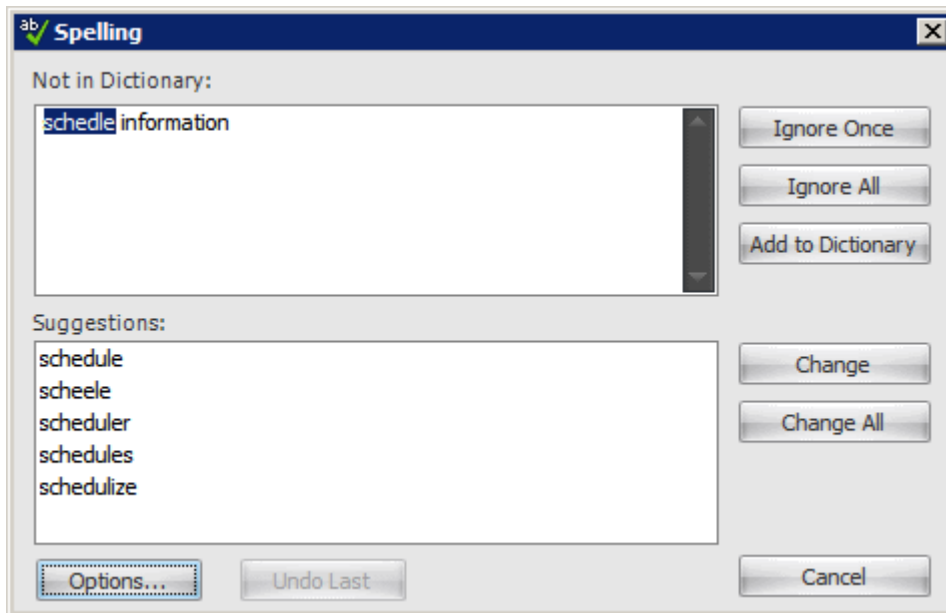 ab Spelling
Not in Dictionary:
schedle information
Ignore Once
Ignore All
Add to Dictionary
Suggestions:
schedule
scheele
scheduler
schedules
schedulize
Change
Change All
Options...
Undo Last
Cancel